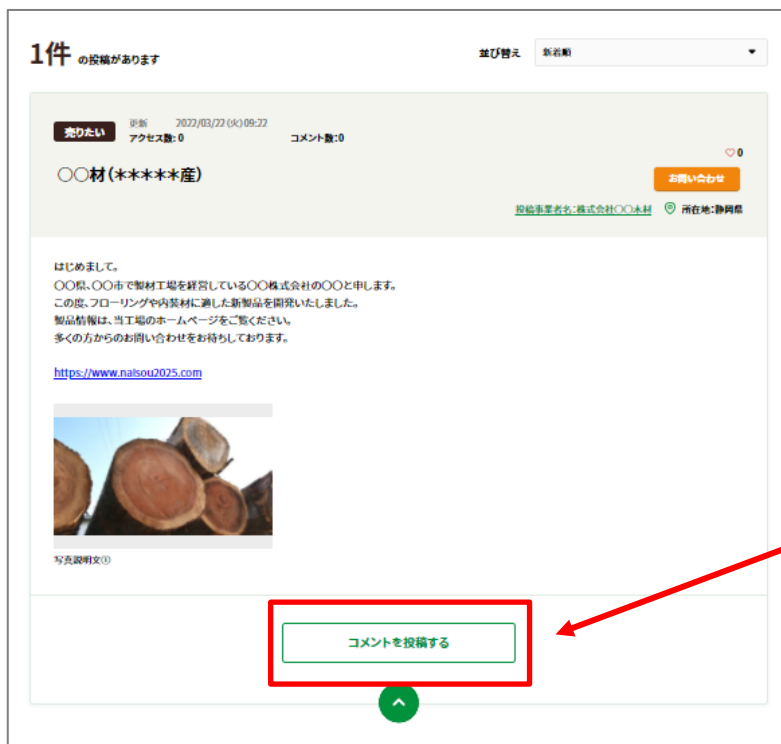 1件 の投稿があります
並び替え 新着順
売りたい 更新 2022/03/22(火)09:22
アクセス数:0 コメント数:0
♡0
○○材(*****産)
お問い合わせ
投稿事業者名:株式会社○○木材 所在地:静岡県
はじめまして。
○○県、○○市で製材工場を経営している○○株式会社の○○と申します。
この度、フローリングや内装材に適した新製品を開発いたしました。
製品情報は、当工場のホームページをご覧ください。
多くの方からのお問い合わせをお待ちしております。
https://www.naisou2025.com
写真説明文①
コメントを投稿する